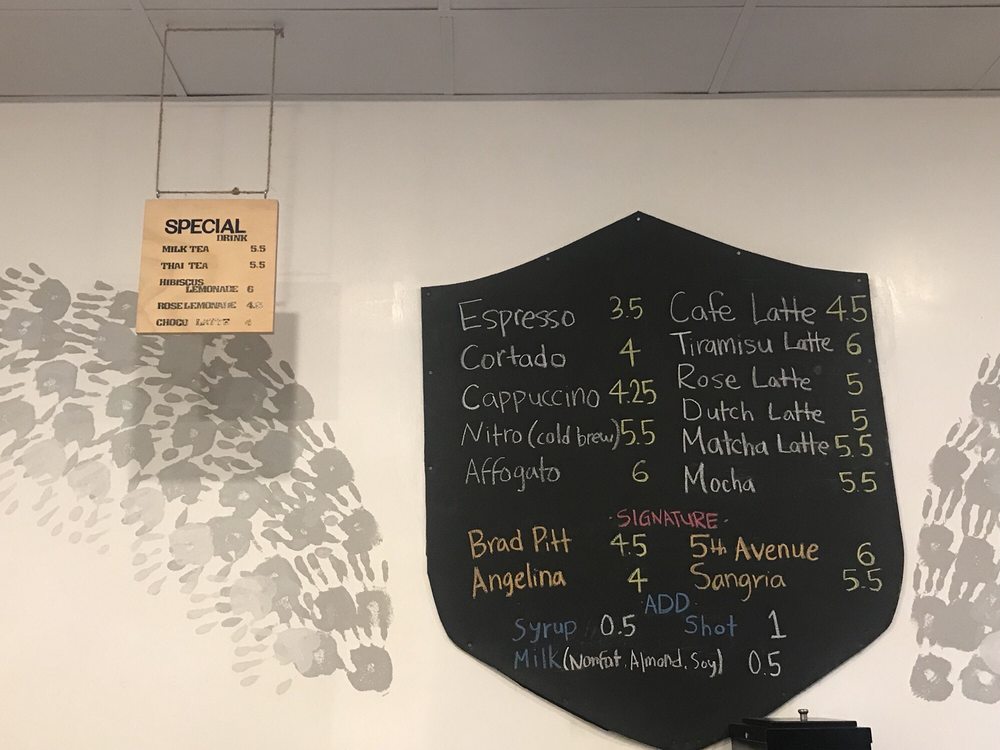 SPECIAL
DRINK
MILK TEA 5.5
THAI TEA 5.5
HIBISCUS
LEMONADE 6
ROSE LEMONADE
CHOCO LATTE
Espresso 3.5
Cortado 4
Cappuccino 4.25
Nitro (cold brew) 5.5
Affogato 6
Cafe Latte 4.5
Tiramisu Latte 6
Rose Latte 5
Dutch Latte 5
Matcha Latte 5.5
Mocha 5.5
·SIGNATURE·
Brad Pitt 4.5
Angelina 4
5th Avenue 6
Sangria 5.5
ADD
Syrup 0.5 Shot 1
Milk (Nonfat, Almond, Soy) 0.5